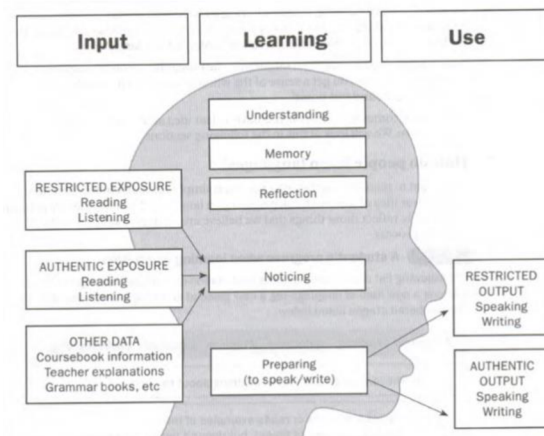 Input
Learning
Use
Understanding
Memory
Reflection
RESTRICTED EXPOSURE
Reading
Listening
AUTHENTIC EXPOSURE
Reading
Listening
Noticing
OTHER DATA
Coursebook information
Teacher explanations
Grammar books, etc
Preparing
(to speak/write)
RESTRICTED
OUTPUT
Speaking
Writing
AUTHENTIC
OUTPUT
Speaking
Writing